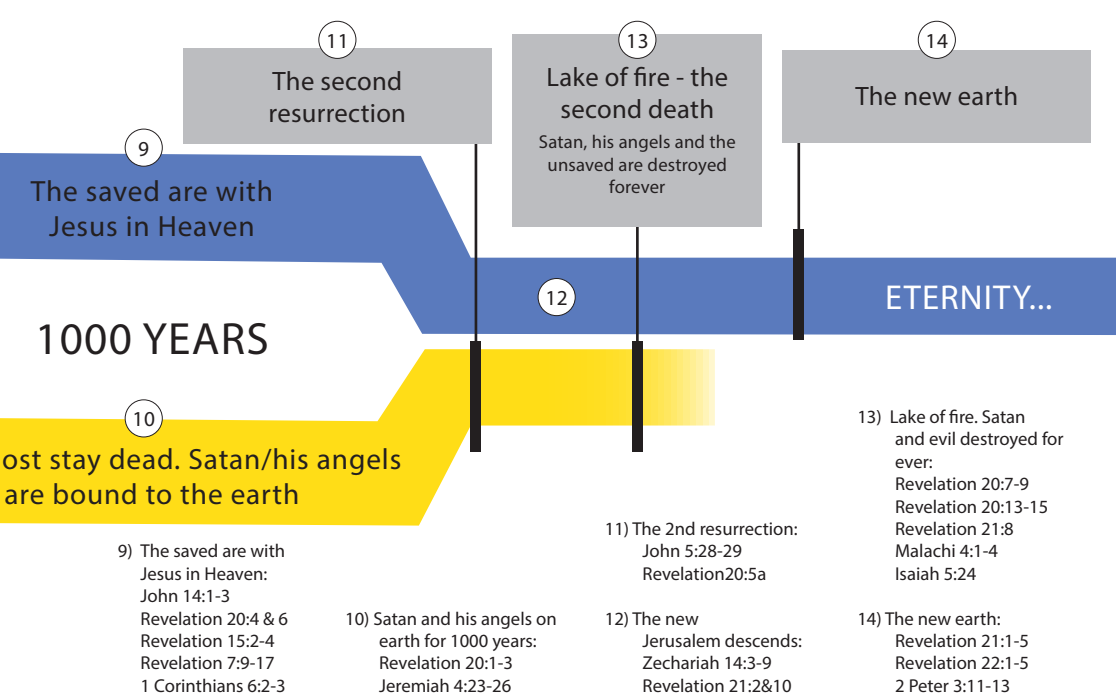 11
The second
resurrection
13
Lake of fire - the
second death
Satan, his angels and the
unsaved are destroyed
forever
14
The new earth
9
The saved are with
Jesus in Heaven
12
ETERNITY...
1000 YEARS
10
ost stay dead. Satan/his angels
are bound to the earth
9) The saved are with
Jesus in Heaven:
John 14:1-3
Revelation 20:4 & 6
Revelation 15:2-4
Revelation 7:9-17
1 Corinthians 6:2-3
10) Satan and his angels on
earth for 1000 years:
Revelation 20:1-3
Jeremiah 4:23-26
11) The 2nd resurrection:
John 5:28-29
Revelation20:5a
12) The new
Jerusalem descends:
Zechariah 14:3-9
Revelation 21:2&10
13) Lake of fire. Satan
and evil destroyed for
ever:
Revelation 20:7-9
Revelation 20:13-15
Revelation 21:8
Malachi 4:1-4
Isaiah 5:24
14) The new earth:
Revelation 21:1-5
Revelation 22:1-5
2 Peter 3:11-13